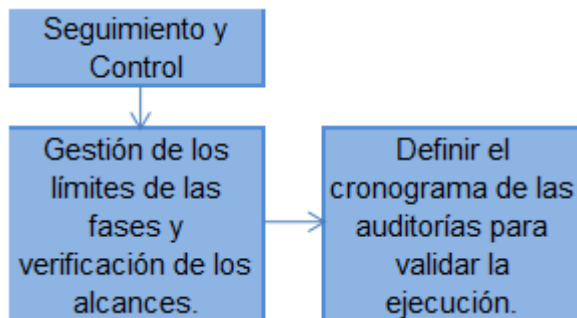 Seguimiento y
Control
Gestión de los
límites de las
fases y
verificación de los
alcances.
Definir el
cronograma de las
auditorías para
validar la
ejecución.